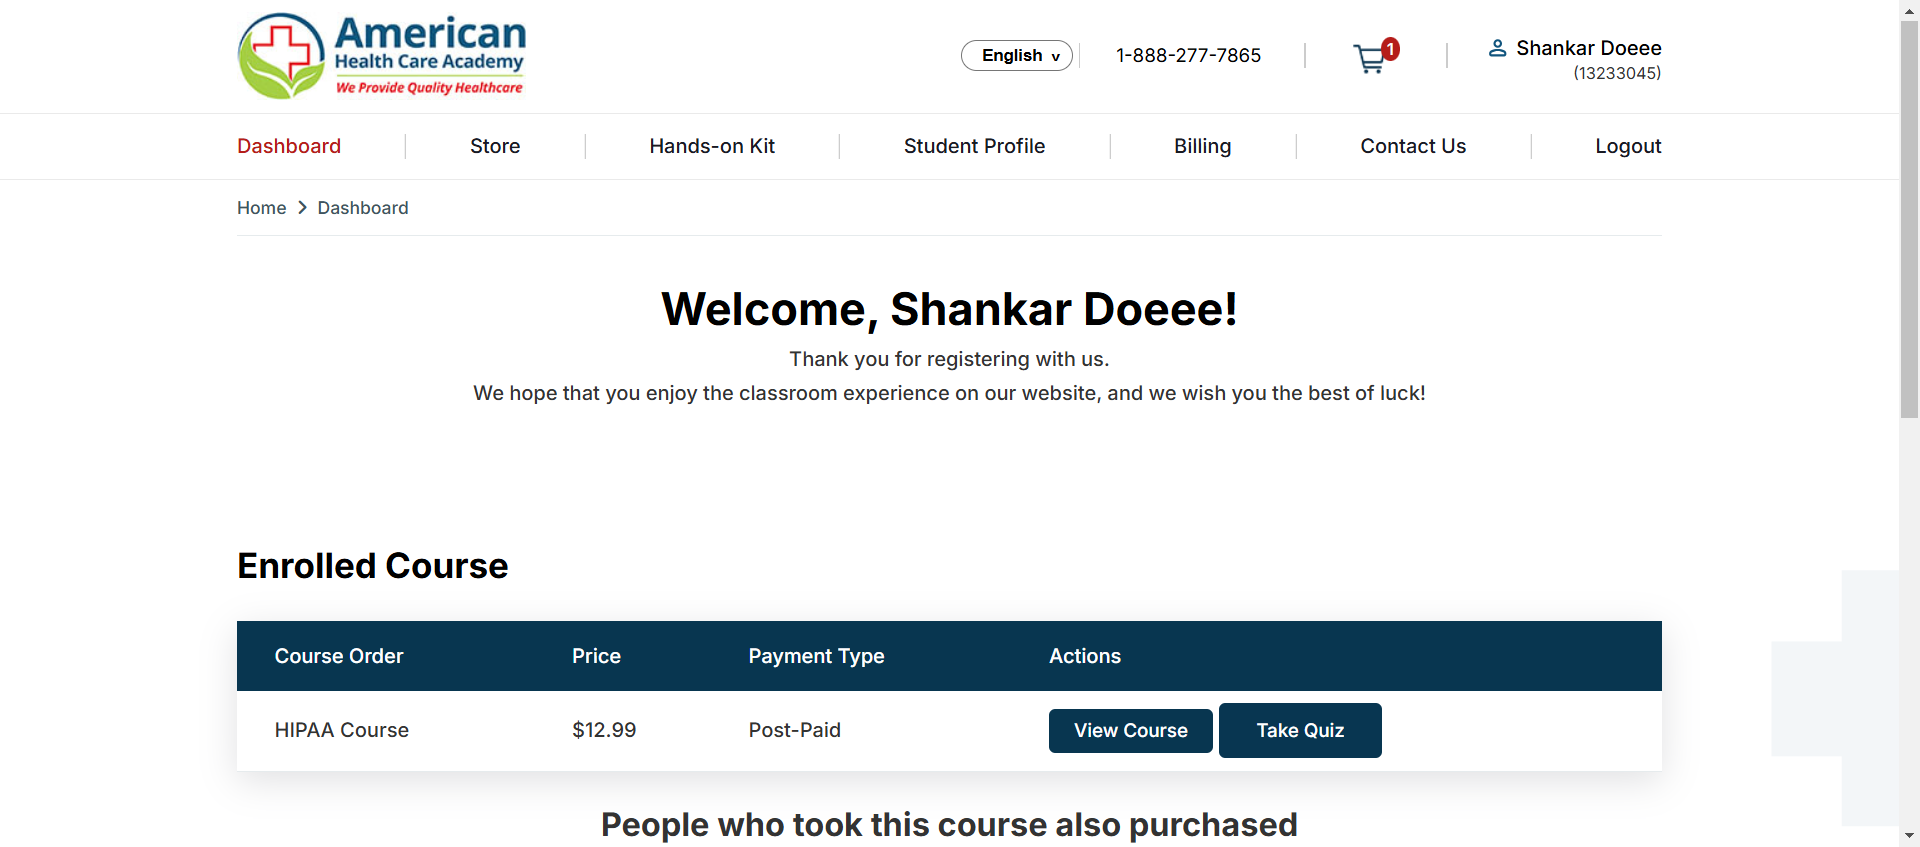 American
Health Care Academy
We Provide Quality Healthcare
English v
1-888-277-7865
1
Shankar Doeee
(13233045)
Dashboard
Store
Hands-on Kit
Student Profile
Billing
Contact Us
Logout
Home > Dashboard
Welcome, Shankar Doeee!
Thank you for registering with us.
We hope that you enjoy the classroom experience on our website, and we wish you the best of luck!
Enrolled Course
Course Order Price Payment Type Actions
HIPAA Course $12.99 Post-Paid View Course Take Quiz
People who took this course also purchased